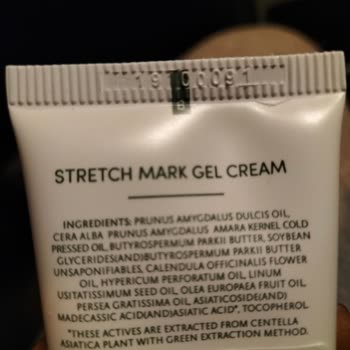 STRETCH MARK GEL CREAM
INGREDIENTS: PRUNUS AMYGDALUS DULCIS OIL,
CERA ALBA PRUNUS AMYGDALUS AMARA KERNEL COLD
PRESSED OIL, BUTYROSPERMUM PARKII BUTTER, SOYBEAN
GLYCERIDES(AND)BUTYROSPERMUM PARKII BUTTER
UNSAPONIFIABLES, CALENDULA OFFICINALIS FLOWER
OIL, HYPERICUM PERFORATUM OIL, LINUM
USITATISSIMUM SEED OIL, OLEA EUROPAEA FRUIT OIL,
PERSEA GRATISSIMA OIL, ASIATICOSIDE(AND)
MADECASSIC ACID(AND)ASIATIC ACID*, TOCOPHEROL.
*THESE ACTIVES ARE EXTRACTED FROM CENTELLA
ASIATICA PLANT WITH GREEN EXTRACTION METHOD.